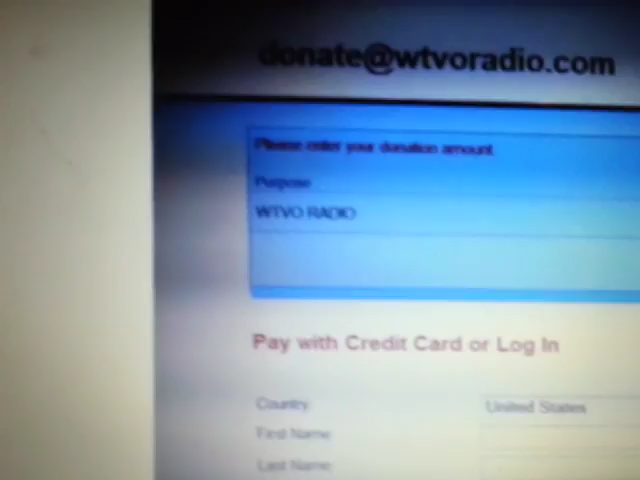 donate@wtvoradio.com
Please enter your donation amount.
Purpose
WTVO RADIO
Pay with Credit Card or Log In
Country
United States
First Name
Last Name